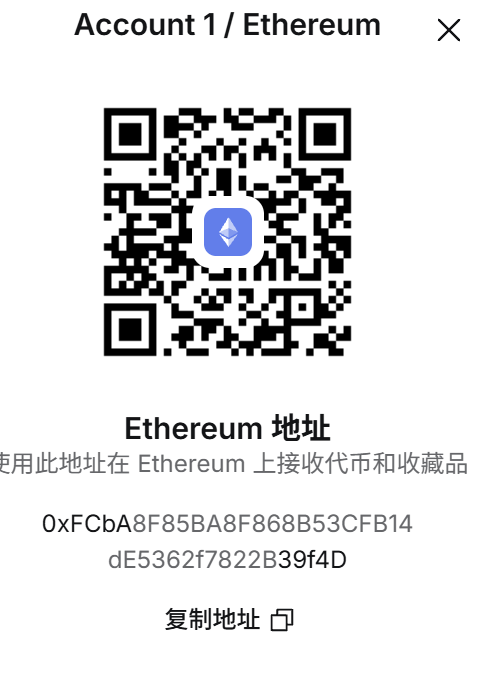 Account 1 / Ethereum
Ethereum 地址
使用此地址在 Ethereum 上接收代币和收藏品
0xFCbA8F85BA8F868B53CFB14
dE5362f7822B39f4D
复制地址